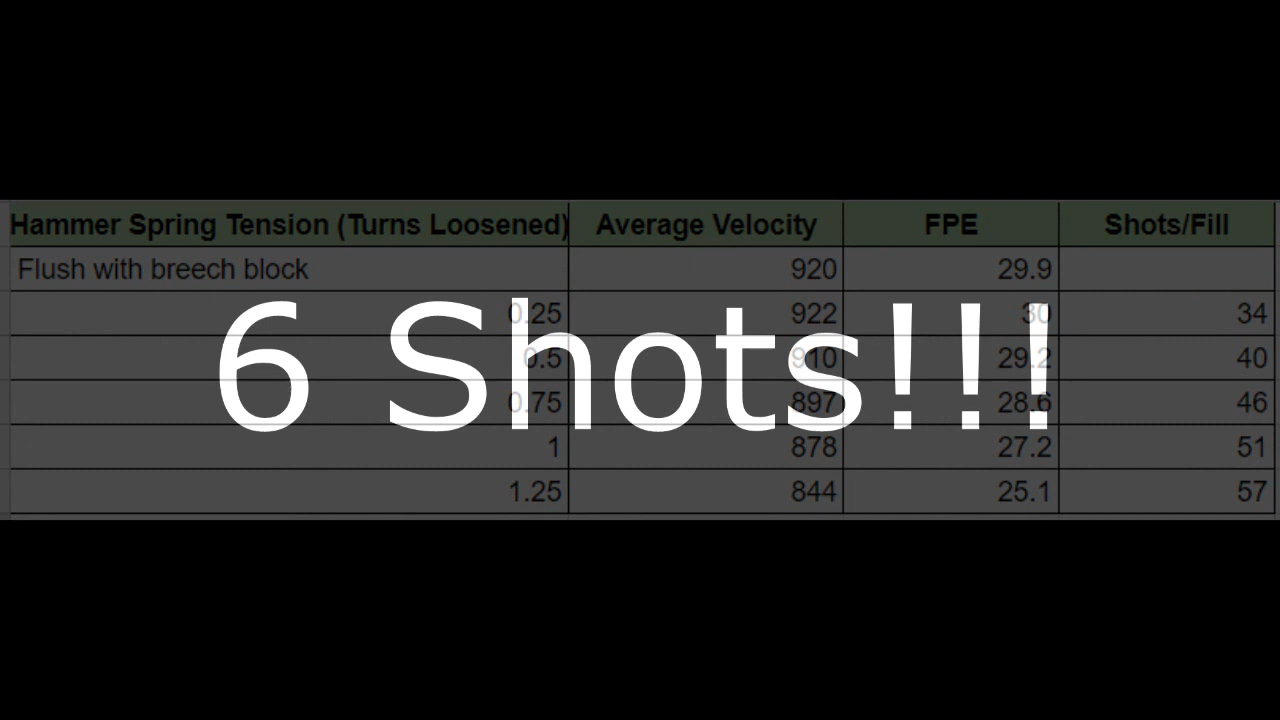 Hammer Spring Tension (Turns Loosened) Average Velocity FPE Shots/Fill
Flush with breech block 920 29.9
0.25 922 30 34
0.5 910 29.2 40
0.75 897 28.6 46
1 878 27.2 51
1.25 844 25.1 57
6 Shots!!!